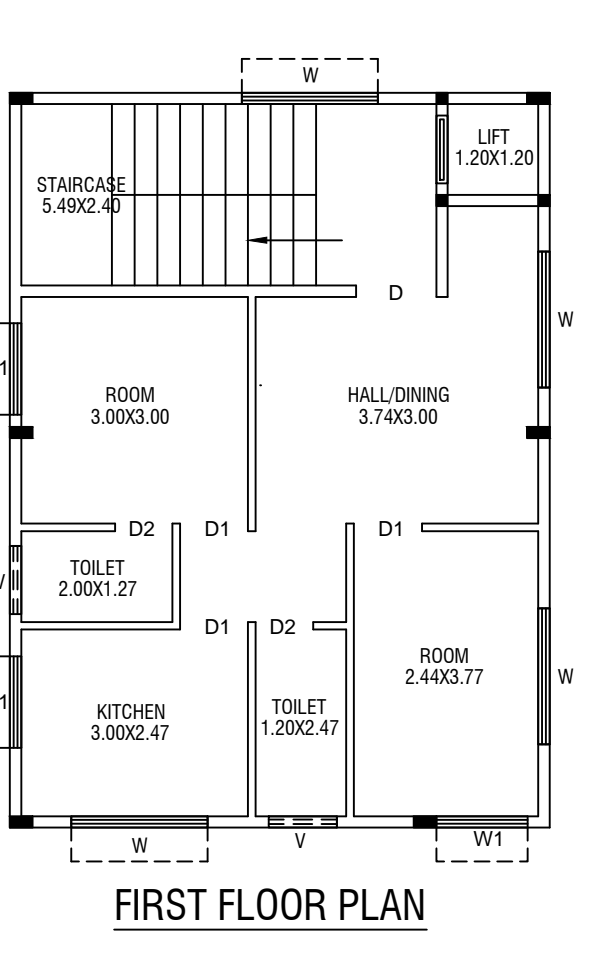 W
LIFT
1.20X1.20
STAIRCASE
5.49X2.40
D
W
1
ROOM
3.00X3.00
HALL/DINING
3.74X3.00
D2
D1
D1
TOILET
2.00X1.27
D1
D2
ROOM
2.44X3.77
W
1
KITCHEN
3.00X2.47
TOILET
1.20X2.47
W
V
W1
FIRST FLOOR PLAN